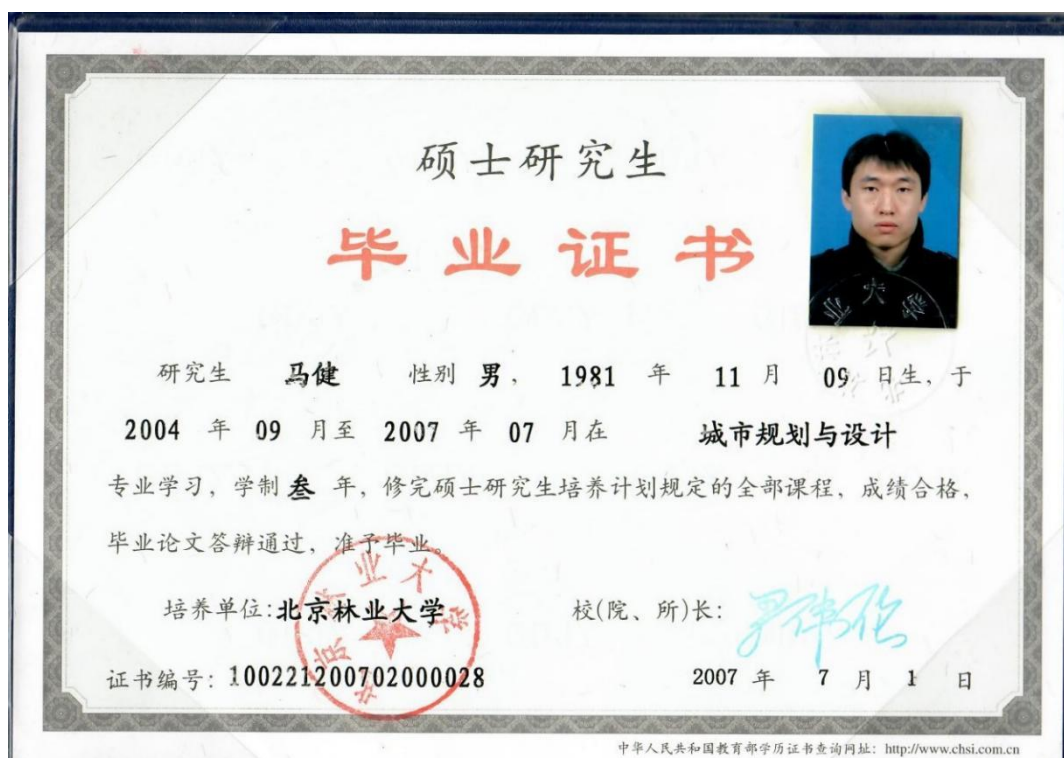 硕士研究生
毕业证书
研究生 马健 性别 男， 1981 年 11 月 09 日生，于
2004 年 09 月至 2007 年 07 月在 城市规划与设计
专业学习，学制 叁 年，修完硕士研究生培养计划规定的全部课程，成绩合格，
毕业论文答辩通过，准予毕业。
培养单位:北京林业大学 校(院、所)长:
证书编号: 100221200702000028 2007 年 7 月 1 日
北京林业大学
中华人民共和国教育部学历证书查询网址: http://www.chsi.com.cn